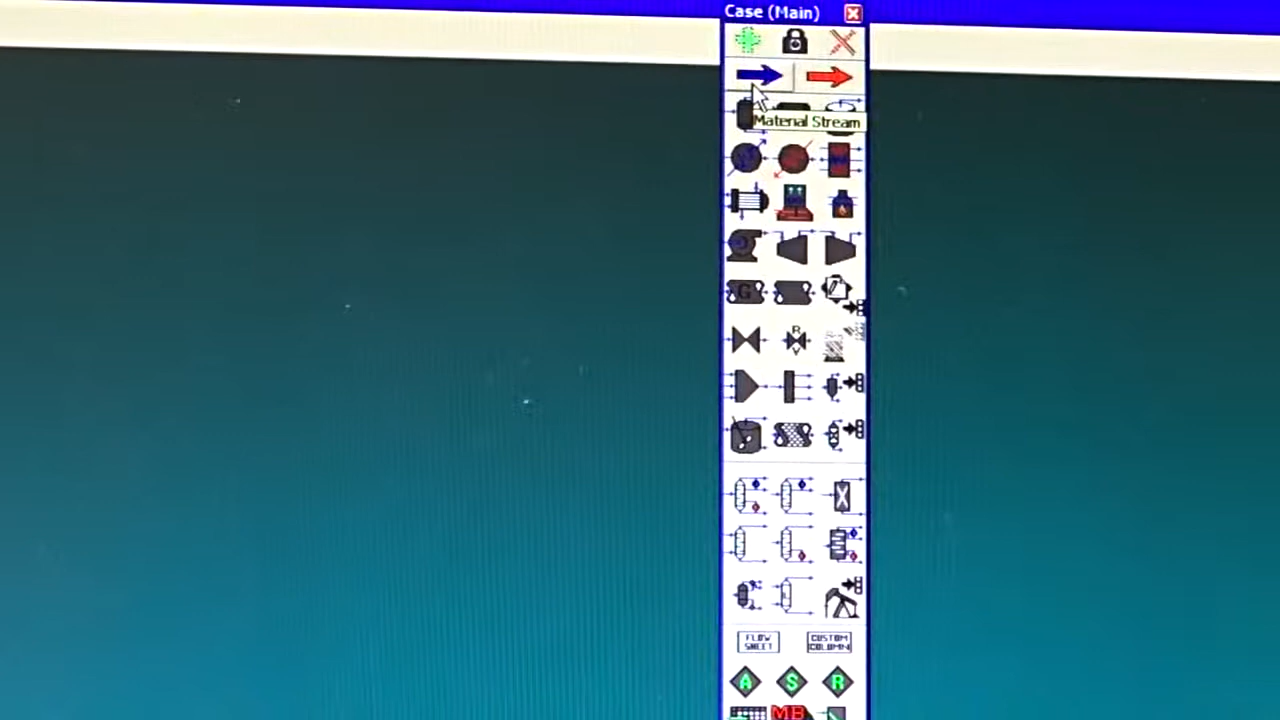 Case (Main)
Material Stream
G
R
V
X
FLOW
SHEET
CUSTOM
COLUMN
A
S
R
MB